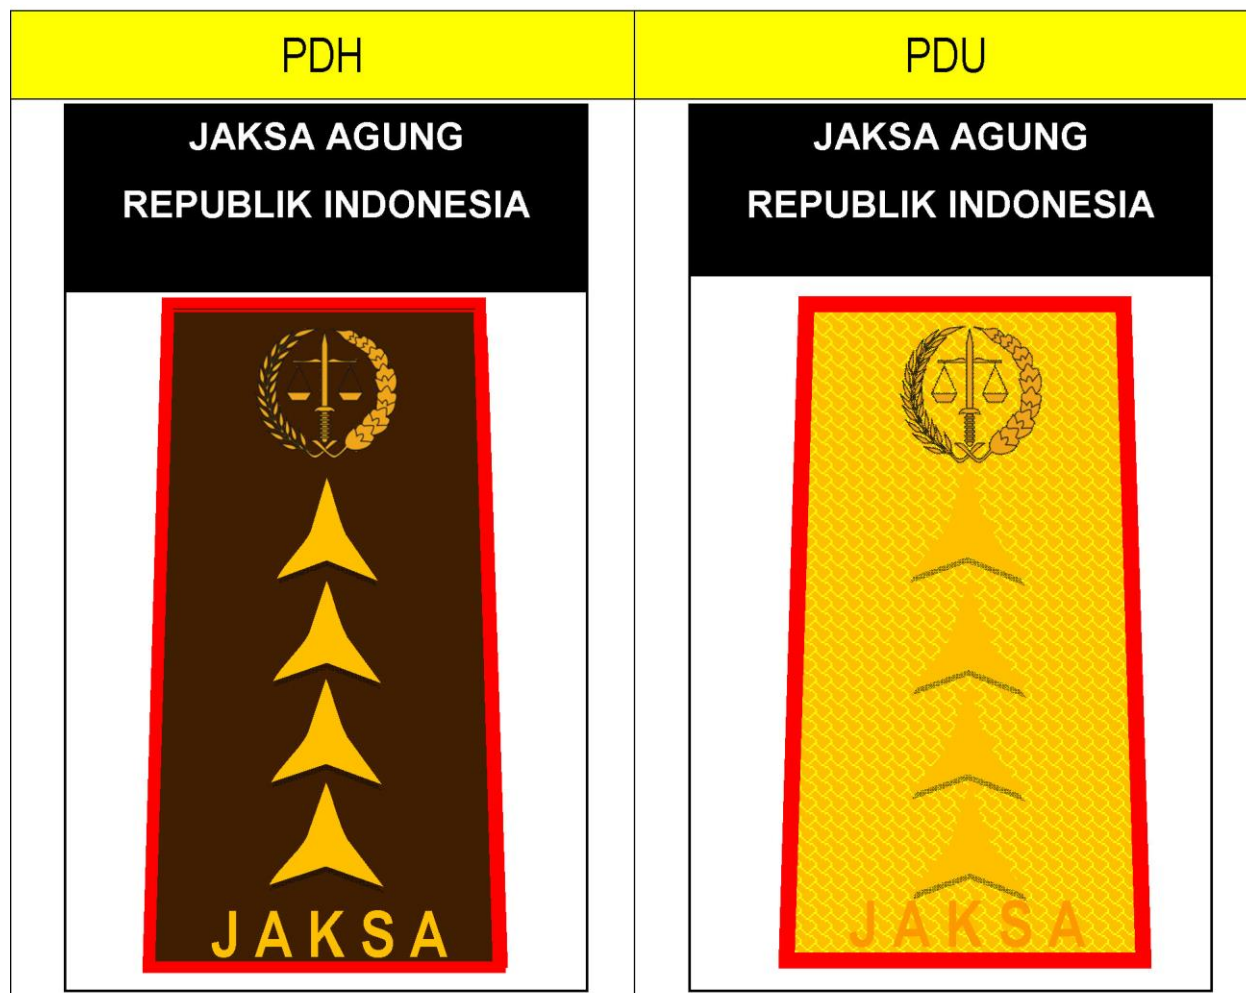 PDH
PDU
JAKSA AGUNG
REPUBLIK INDONESIA
JAKSA
JAKSA AGUNG
REPUBLIK INDONESIA
JAKSA